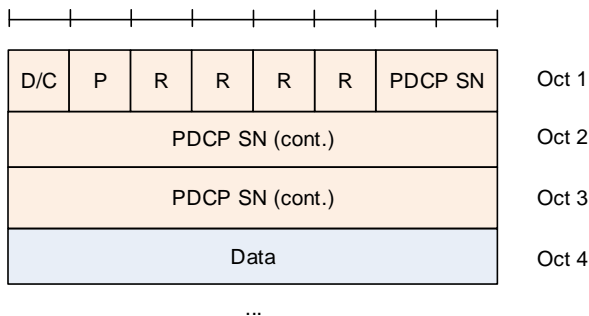 D/C P R R R R PDCP SN Oct 1
PDCP SN (cont.) Oct 2
PDCP SN (cont.) Oct 3
Data Oct 4
...